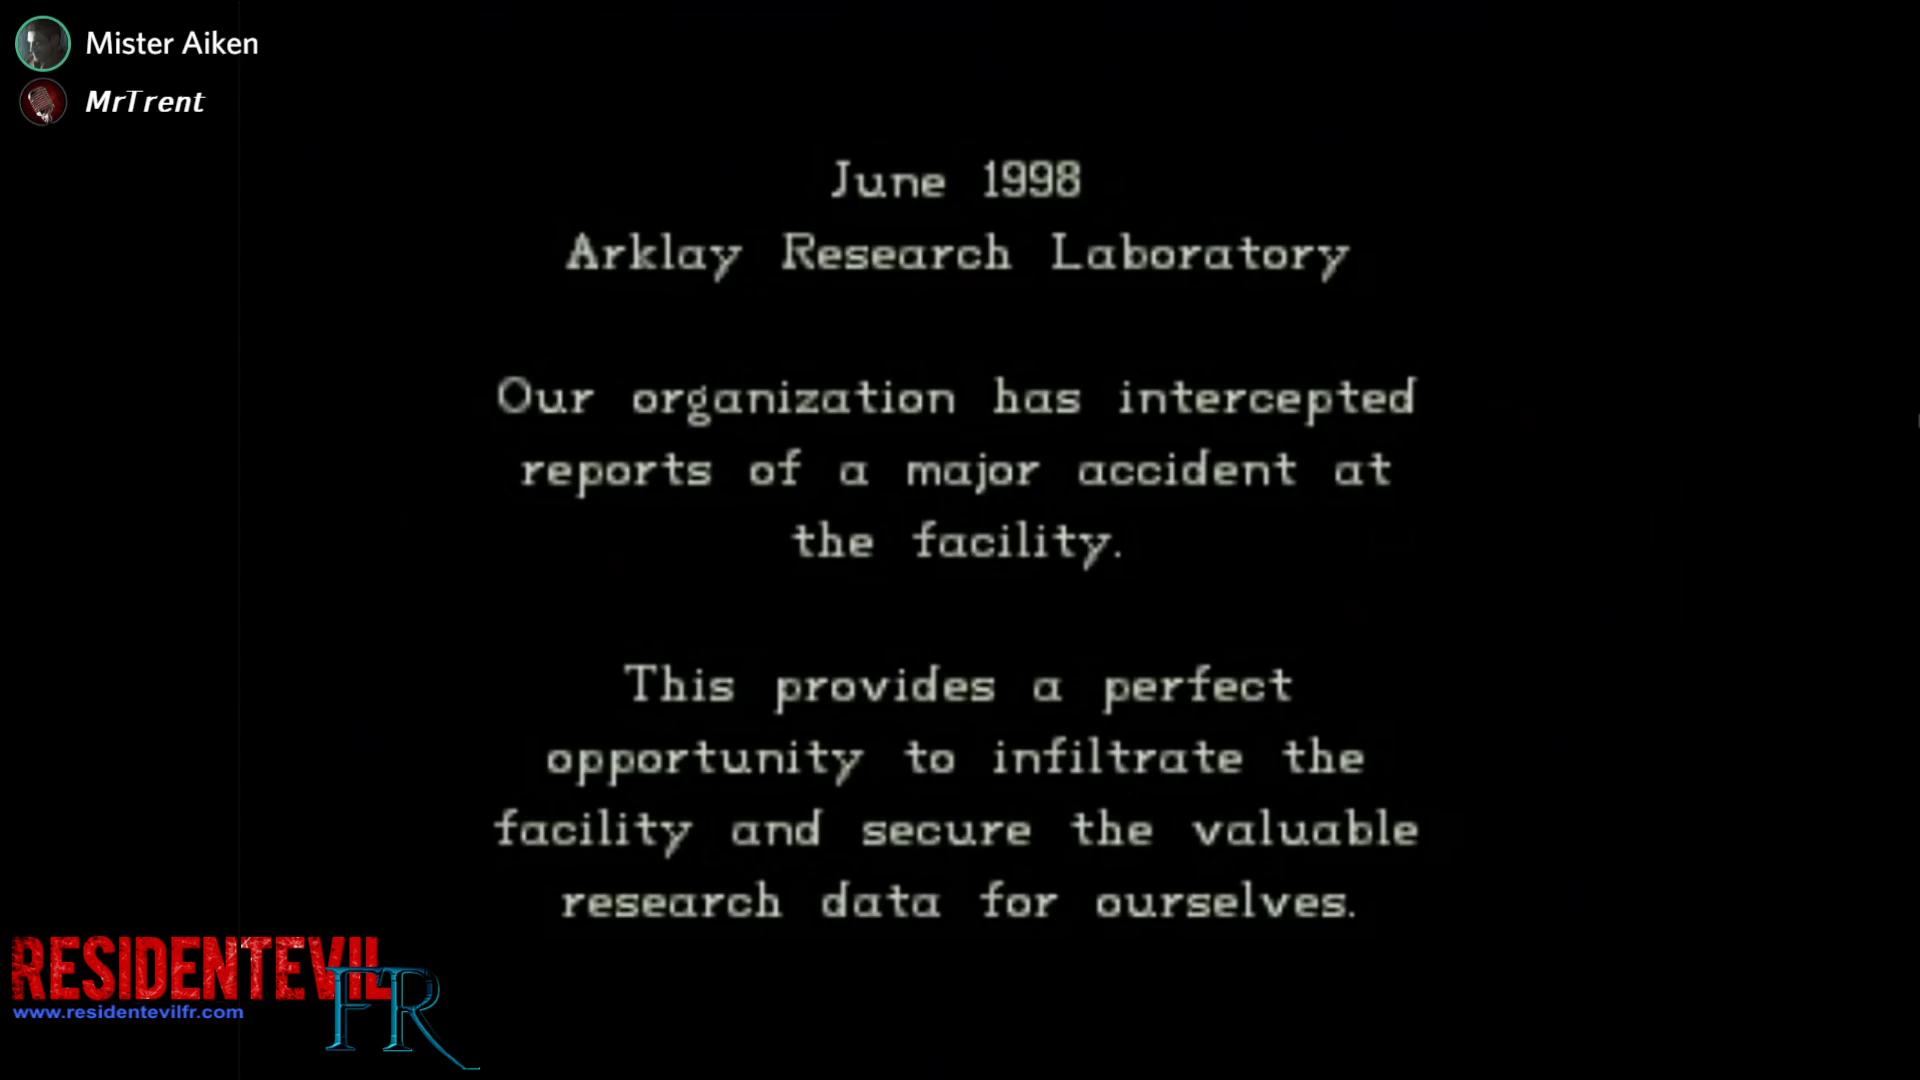 Mister Aiken
MrTrent
June 1998
Arklay Research Laboratory
Our organization has intercepted
reports of a major accident at
the facility.
This provides a perfect
opportunity to infiltrate the
facility and secure the valuable
research data for ourselves.
RESIDENTEVIL
FR
www.residentevilfr.com